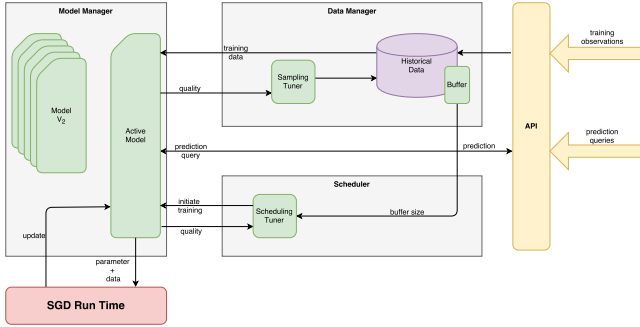 Model Manager
Data Manager
training
observations
training
data
Historical
Data
Sampling
Tuner
Buffer
Model
V2
quality
Active
Model
API
prediction
query
prediction
prediction
queries
Scheduler
initiate
training
Scheduling
Tuner
buffer size
quality
update
parameter
+
data
SGD Run Time